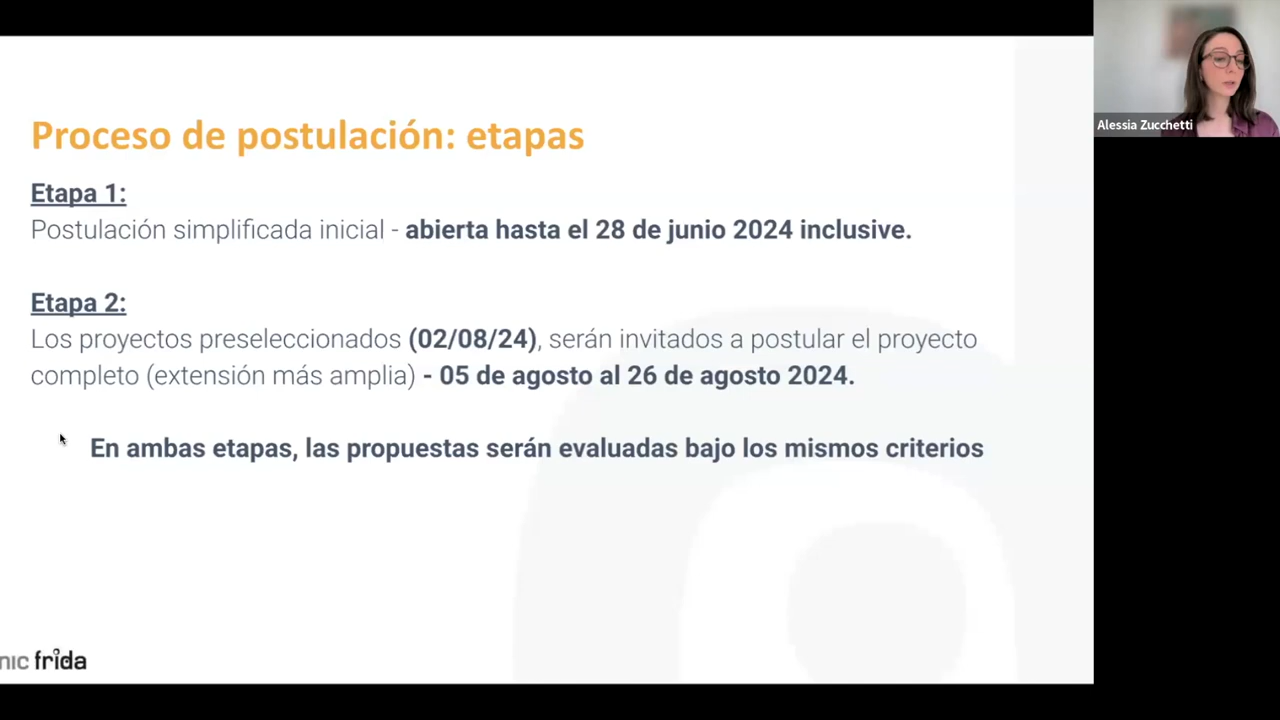 Proceso de postulación: etapas
Alessia Zucchetti
Etapa 1:
Postulación simplificada inicial - abierta hasta el 28 de junio 2024 inclusive.
Etapa 2:
Los proyectos preseleccionados (02/08/24), serán invitados a postular el proyecto
completo (extensión más amplia) - 05 de agosto al 26 de agosto 2024.
En ambas etapas, las propuestas serán evaluadas bajo los mismos criterios
nic frida